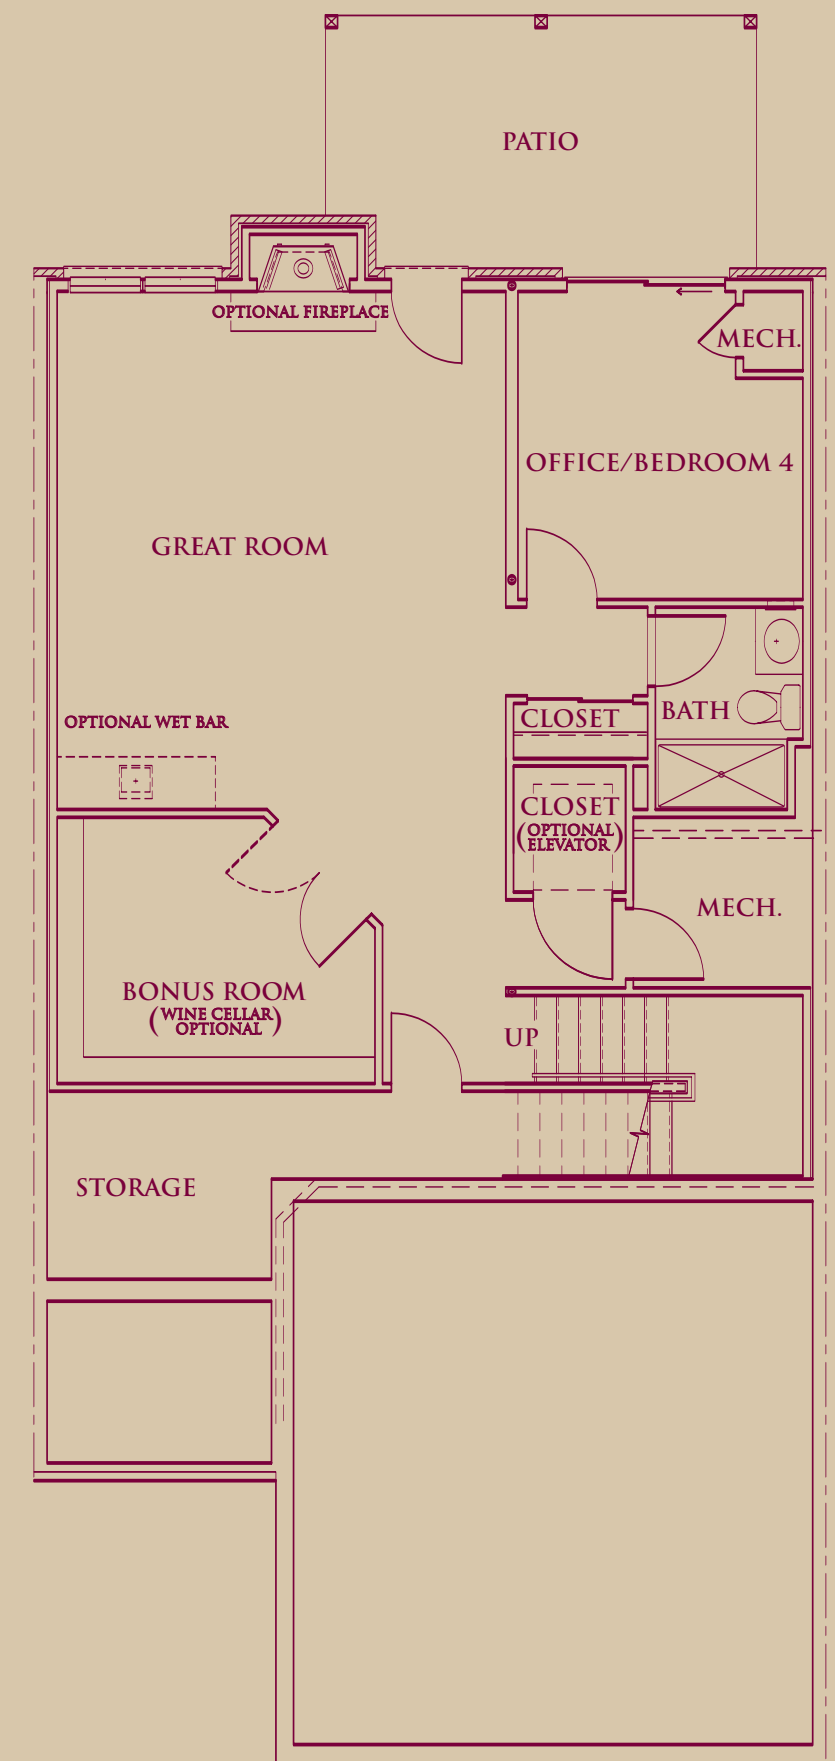 PATIO
OPTIONAL FIREPLACE
MECH.
OFFICE/BEDROOM 4
GREAT ROOM
OPTIONAL WET BAR
CLOSET
BATH
CLOSET
(OPTIONAL
ELEVATOR)
MECH.
BONUS ROOM
(WINE CELLAR
OPTIONAL)
UP
STORAGE